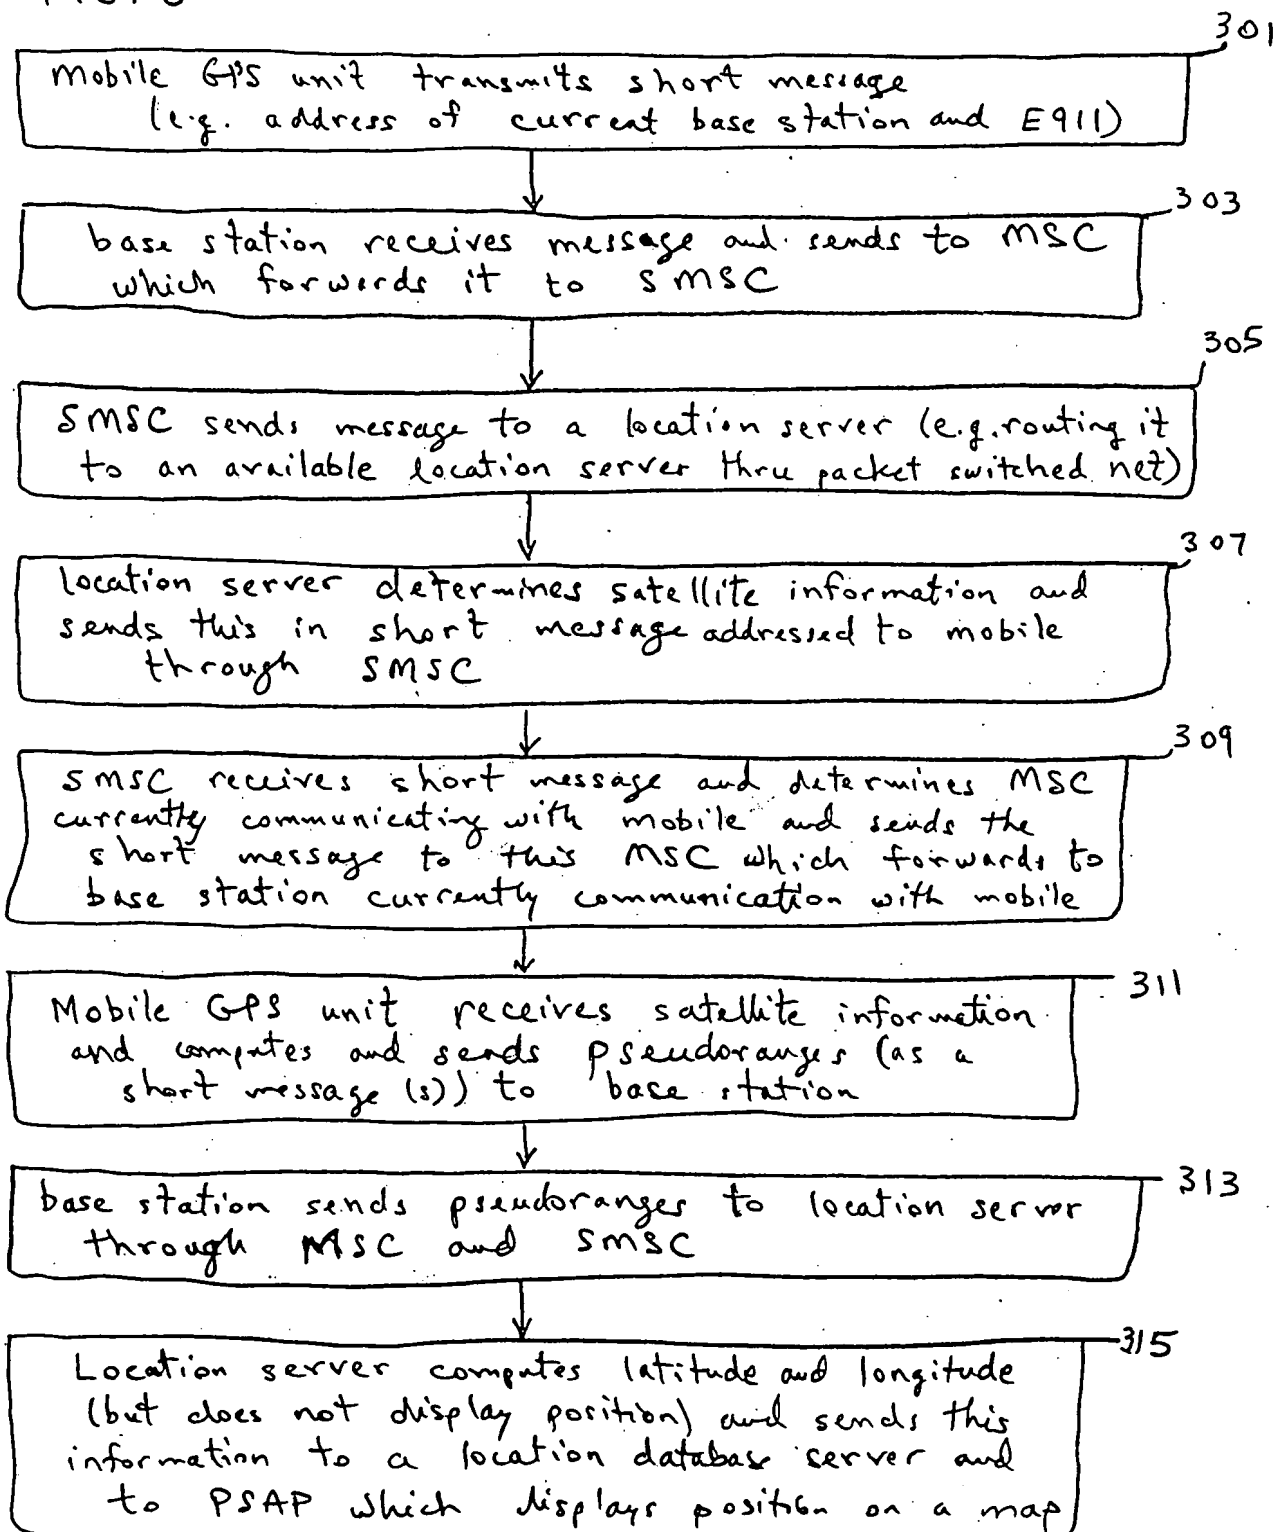 301
Mobile GPS unit transmits short message
(e.g. address of current base station and E911)
303
base station receives message and sends to MSC
which forwards it to SMSC
305
SMSC sends message to a location server (e.g. routing it
to an available location server thru packet switched net)
307
location server determines satellite information and
sends this in short message addressed to mobile
through SMSC
309
SMSC receives short message and determines MSC
currently communicating with mobile and sends the
short message to this MSC which forwards to
base station currently communication with mobile
311
Mobile GPS unit receives satellite information
and computes and sends pseudoranges (as a
short message (s)) to base station
313
base station sends pseudoranges to location server
through MSC and SMSC
315
Location server computes latitude and longitude
(but does not display position) and sends this
information to a location database server and
to PSAP which displays position on a map